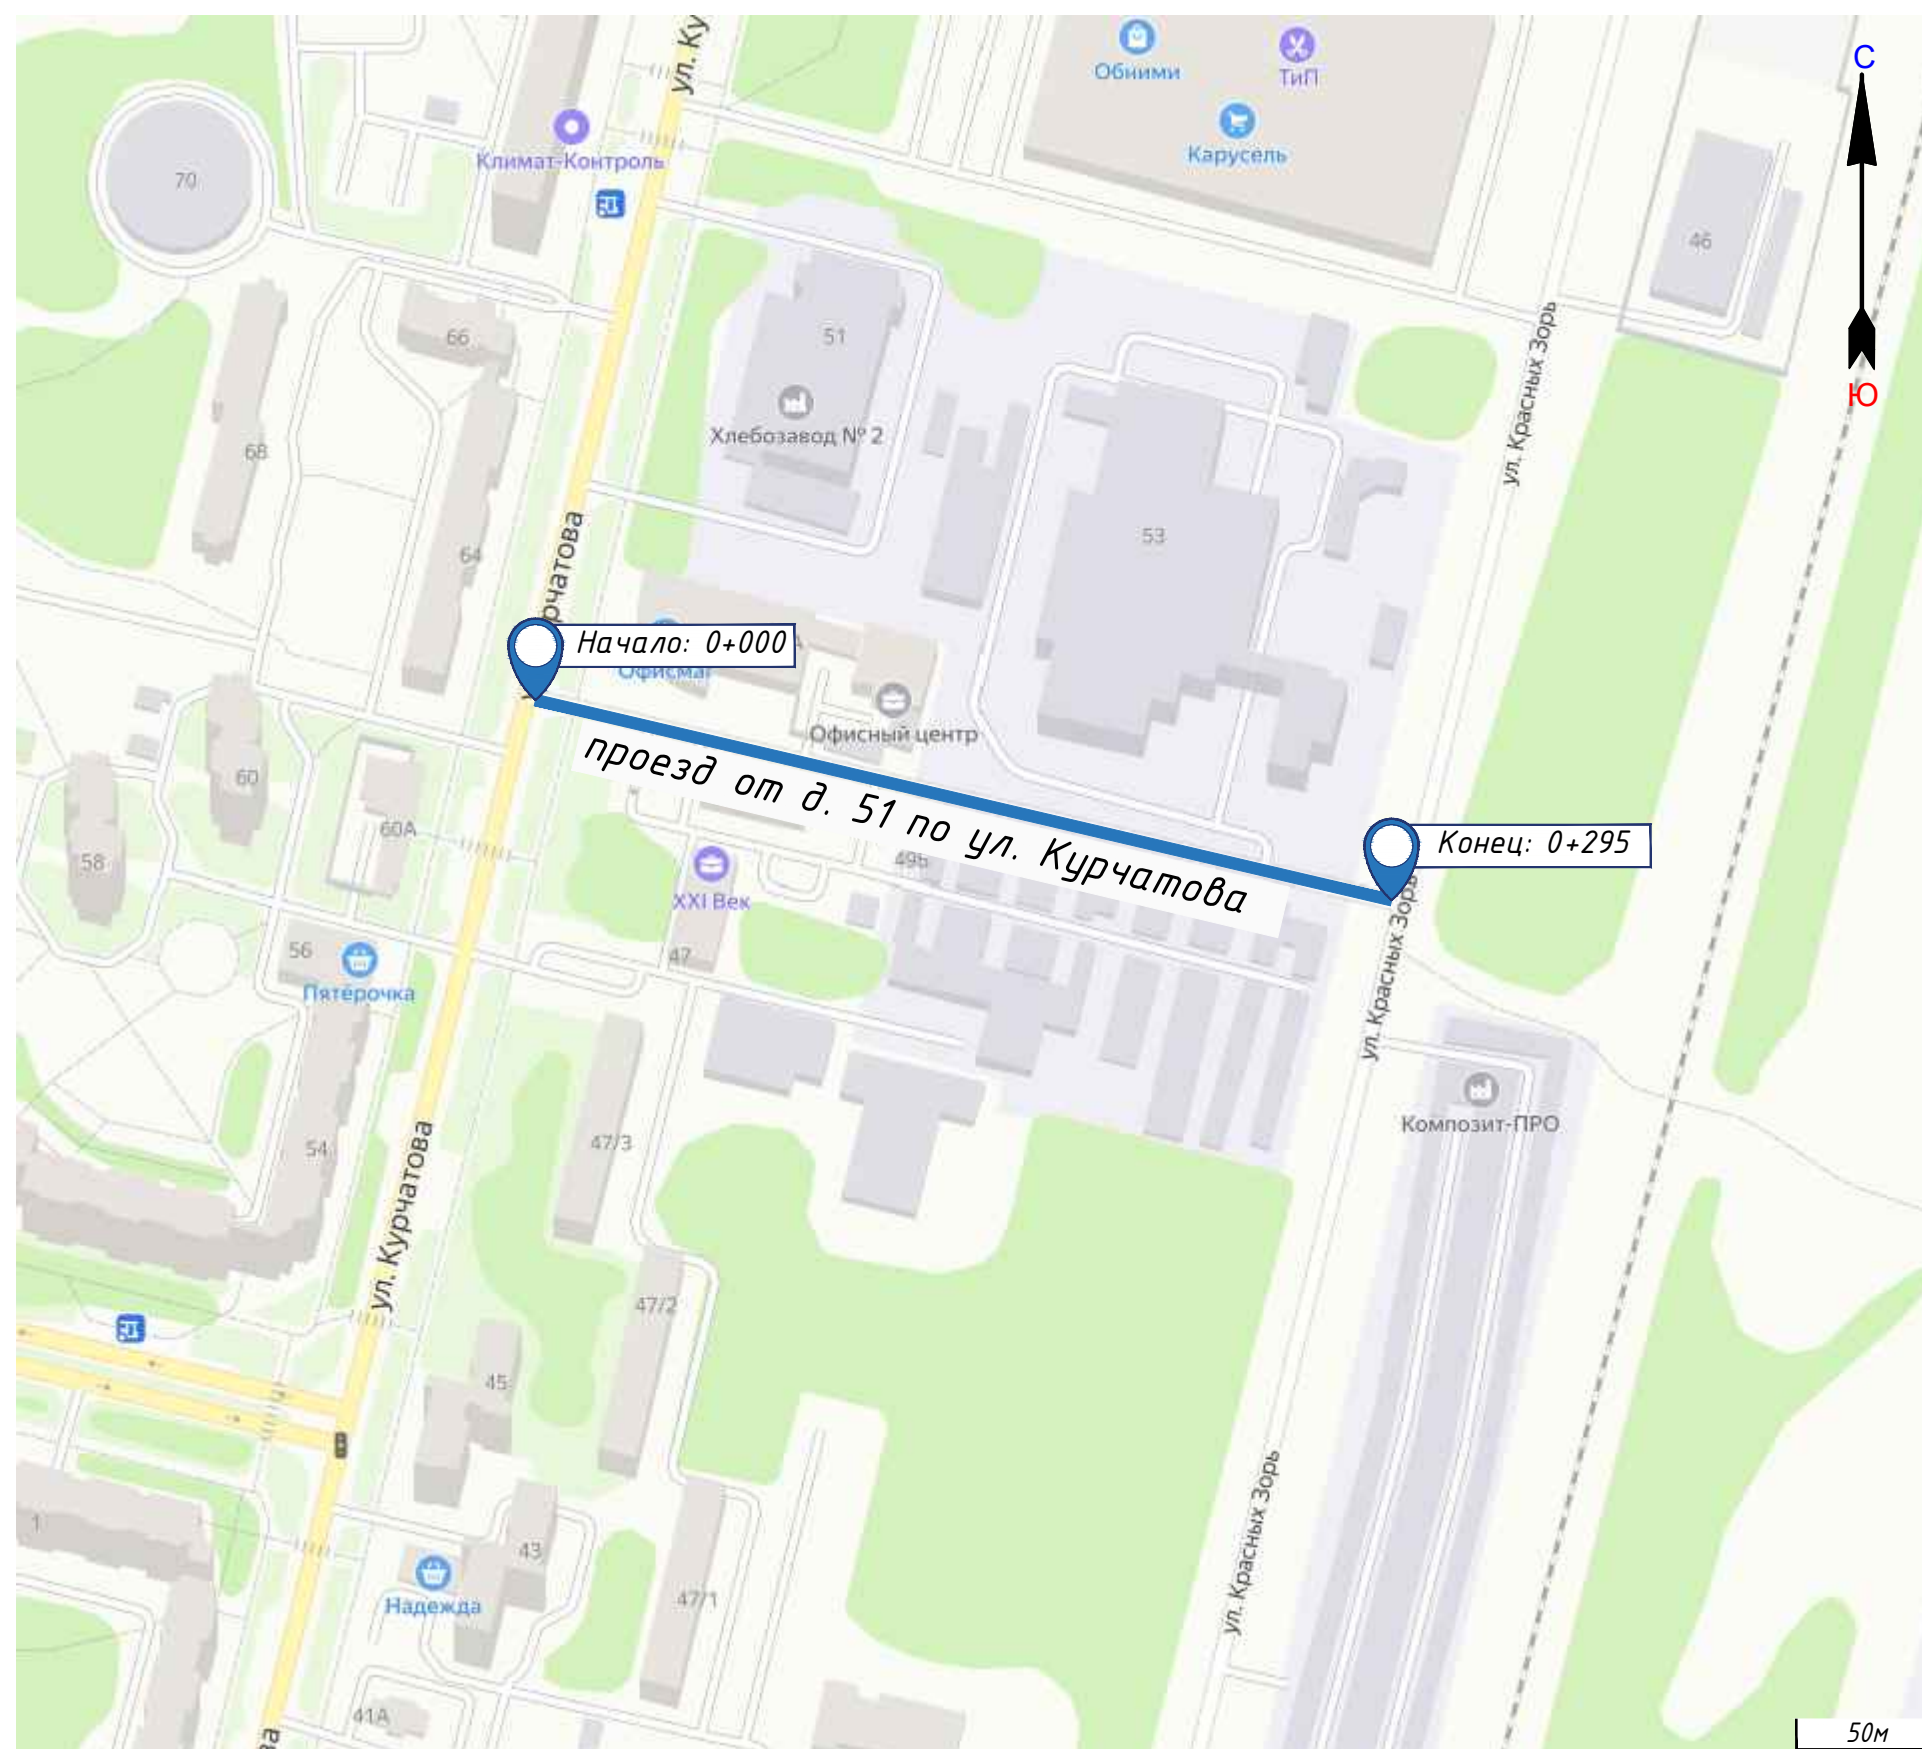 ул. Ку
С
Обними
ТиП
Климат-Контроль
Карусель
70
46
66
51
Ю
ул. Красных Зорь
Хлебозавод № 2
68
53
64
рчатова
Начало: 0+000
Офисмаг
Офисный центр
проезд от д. 51 по ул. Курчатова
60
60А
58
Конец: 0+295
49Б
XXI Век
56
47
Пятёрочка
ул. Красных Зорь
Композит-ПРО
47/3
54
ул. Курчатова
47/2
45
ул. Красных Зорь
1
43
Надежда
47/1
41А
ва
50м